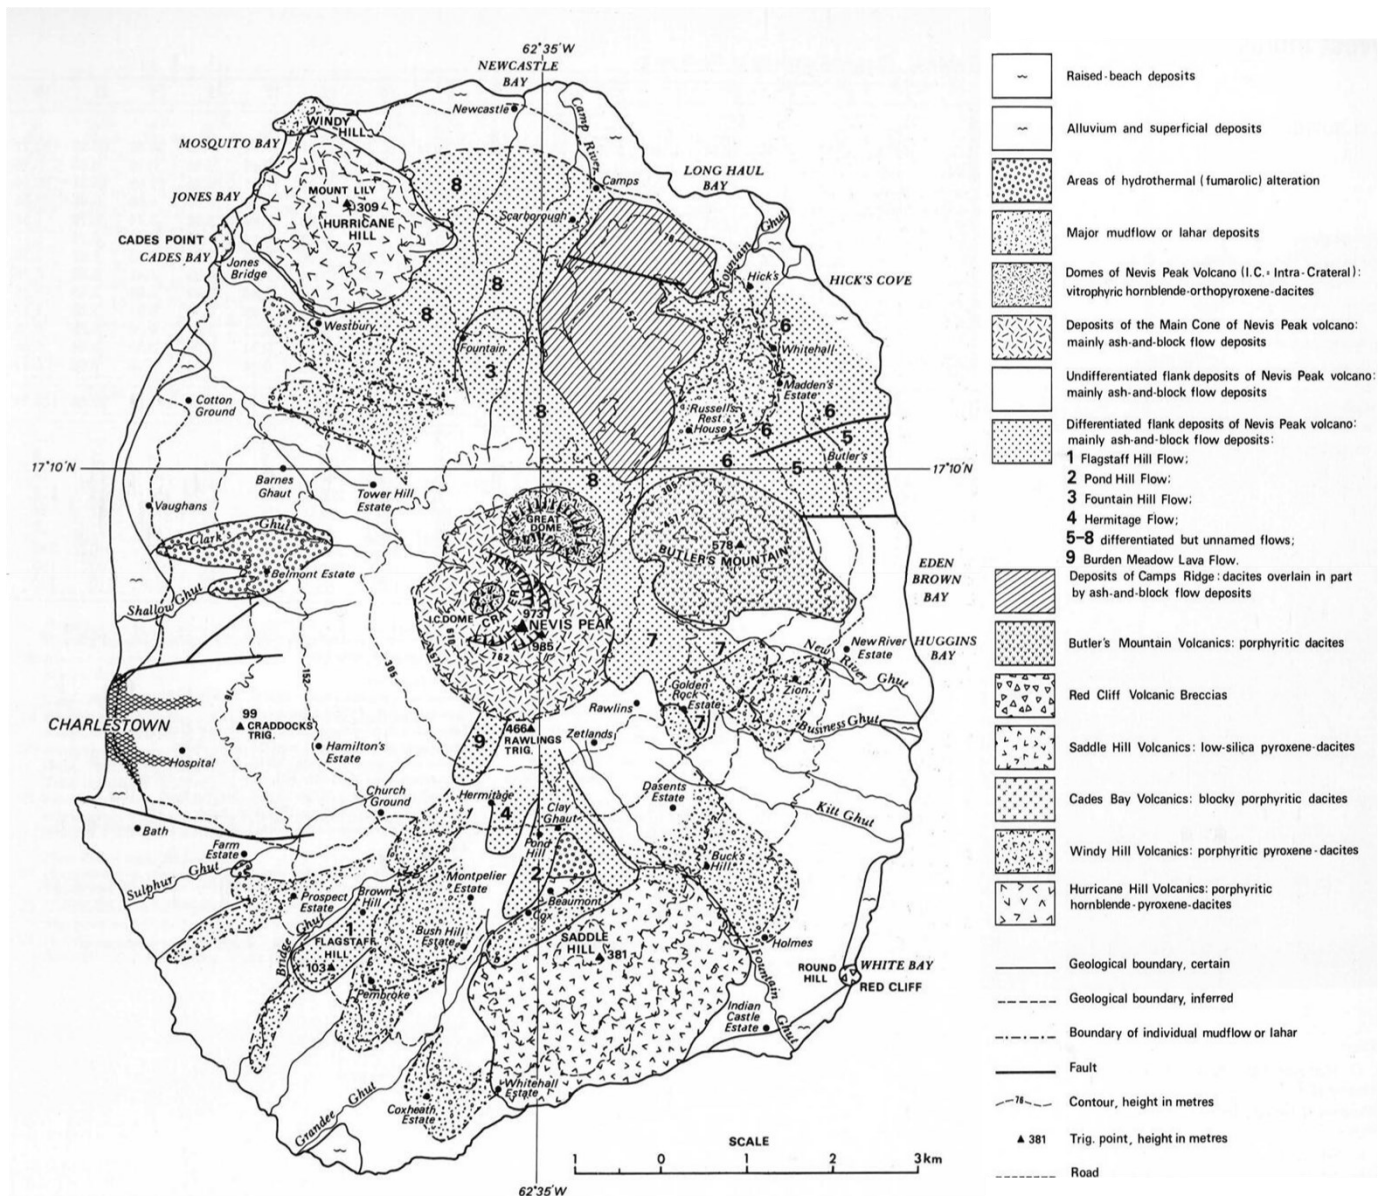 62°35'W
NEWCASTLE
BAY
Newcastle
Camp River
WINDY
HILL
MOSQUITO BAY
LONG HAUL
BAY
MOUNT LILY
309
HURRICANE
HILL
JONES BAY
8
Camps
Scarborough
CADES POINT
CADES BAY
Jones
Bridge
78
Fountain Ghut
Hick's
HICK'S COVE
8
8
152
6
Westbury
Fountain
Whitehall
3
Madden's
Estate
Cotton
Ground
8
Russell's
Rest
House
6
6
5
17°10'N
Barnes
Ghaut
Tower Hill
Estate
8
6
5
Butler's
17°10'N
Vaughans
305
457
GREAT
DOME
578
BUTLER'S MOUNTAIN
Clark's Ghut
Belmont Estate
EDEN
BROWN
BAY
Shallow Ghut
I.C. DOME
CRATER
973
NEVIS PEAK
985
610
457
762
7
7
New River Ghut
New River
Estate
HUGGINS
BAY
Zion
Golden
Rock
Estate
Rawlins
7
Business Ghut
CHARLESTOWN
99
CRADDOCKS
TRIG.
152
305
Hospital
Hamilton's
Estate
9
466
RAWLINGS
TRIG.
Zetlands
Church
Ground
Hermitage
4
Clay
Ghaut
Dasents
Estate
Kitt Ghut
Bath
Farm
Estate
Sulphur Ghut
Pond
Hill
2
Buck's
Hill
Montpelier
Estate
Beaumont
Prospect
Estate
Brown
Hill
Cox
Bridge Ghut
1
FLAGSTAFF
HILL
103
Bush Hill
Estate
SADDLE
HILL
381
Holmes
Fountain Ghut
ROUND
HILL
WHITE BAY
RED CLIFF
Pembroke
Indian
Castle
Estate
Whitehall
Estate
Coxheath
Estate
Grandee Ghut
SCALE
1 0 1 2 3 km
62°35'W
Raised-beach deposits
Alluvium and superficial deposits
Areas of hydrothermal (fumarolic) alteration
Major mudflow or lahar deposits
Domes of Nevis Peak Volcano (I.C. = Intra-Crateral):
vitrophyric hornblende-orthopyroxene-dacites
Deposits of the Main Cone of Nevis Peak volcano:
mainly ash-and-block flow deposits
Undifferentiated flank deposits of Nevis Peak volcano:
mainly ash-and-block flow deposits
Differentiated flank deposits of Nevis Peak volcano:
mainly ash-and-block flow deposits:
1 Flagstaff Hill Flow;
2 Pond Hill Flow;
3 Fountain Hill Flow;
4 Hermitage Flow;
5-8 differentiated but unnamed flows;
9 Burden Meadow Lava Flow.
Deposits of Camps Ridge: dacites overlain in part
by ash-and-block flow deposits
Butler's Mountain Volcanics: porphyritic dacites
Red Cliff Volcanic Breccias
Saddle Hill Volcanics: low-silica pyroxene-dacites
Cades Bay Volcanics: blocky porphyritic dacites
Windy Hill Volcanics: porphyritic pyroxene-dacites
Hurricane Hill Volcanics: porphyritic
hornblende-pyroxene-dacites
Geological boundary, certain
Geological boundary, inferred
Boundary of individual mudflow or lahar
Fault
78 Contour, height in metres
381 Trig. point, height in metres
Road